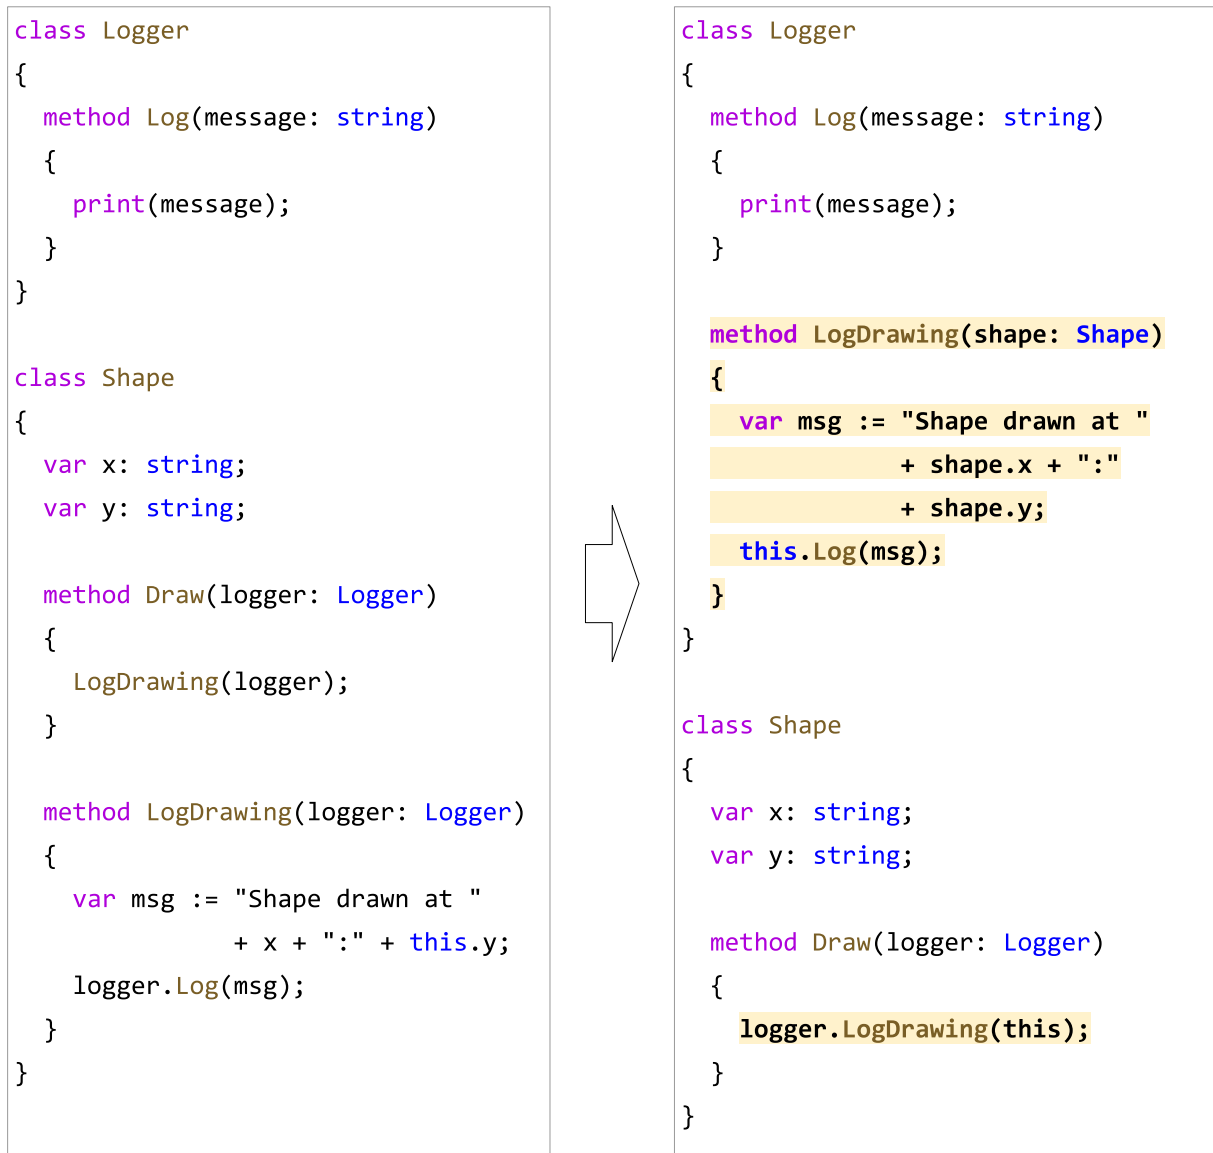 class Logger
{
  method Log(message: string)
  {
    print(message);
  }
}
class Shape
{
  var x: string;
  var y: string;
  method Draw(logger: Logger)
  {
    LogDrawing(logger);
  }
  method LogDrawing(logger: Logger)
  {
    var msg := "Shape drawn at "
               + x + ":" + this.y;
    logger.Log(msg);
  }
}
class Logger
{
  method Log(message: string)
  {
    print(message);
  }
  method LogDrawing(shape: Shape)
  {
    var msg := "Shape drawn at "
               + shape.x + ":"
               + shape.y;
    this.Log(msg);
  }
}
class Shape
{
  var x: string;
  var y: string;
  method Draw(logger: Logger)
  {
    logger.LogDrawing(this);
  }
}